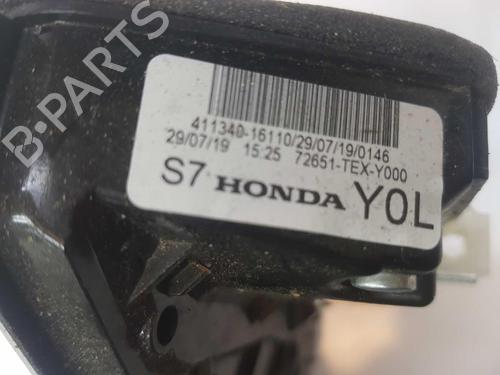 B-PARTS
411340-16110/29/07/19/0146
29/07/19 15:25 72651-TEX-Y000
S7 HONDA Y0L